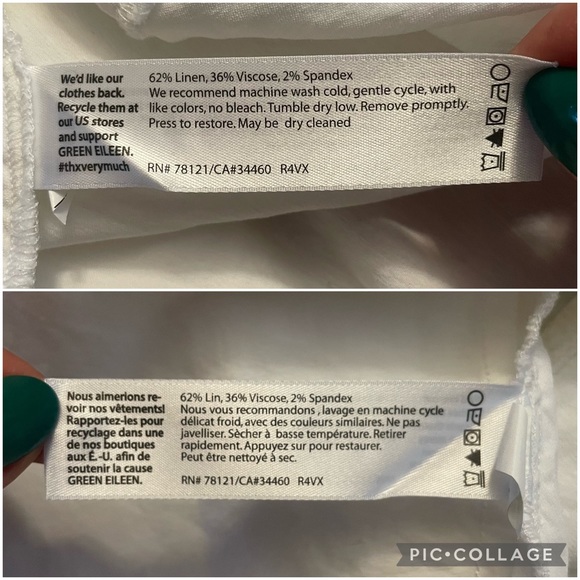 We'd like our
clothes back.
Recycle them at
our US stores
and support
GREEN EILEEN.
#thxverymuch
62% Linen, 36% Viscose, 2% Spandex
We recommend machine wash cold, gentle cycle, with
like colors, no bleach. Tumble dry low. Remove promptly.
Press to restore. May be dry cleaned
RN# 78121/CA#34460 R4VX
Nous aimerions re-
voir nos vêtements!
Rapportez-les pour
recyclage dans une
de nos boutiques
aux É.-U. afin de
soutenir la cause
GREEN EILEEN.
62% Lin, 36% Viscose, 2% Spandex
Nous vous recommandons , lavage en machine cycle
délicat froid, avec des couleurs similaires. Ne pas
javelliser. Sècher à basse température. Retirer
rapidement. Appuyez sur pour restaurer.
Peut être nettoyé à sec.
RN# 78121/CA#34460 R4VX
PIC•COLLAGE